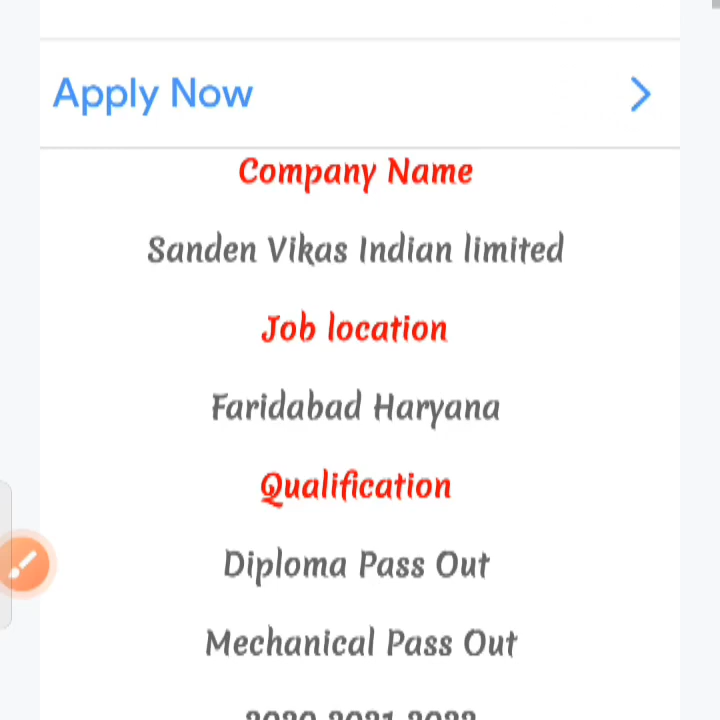 Apply Now
Company Name
Sanden Vikas Indian limited
Job location
Faridabad Haryana
Qualification
Diploma Pass Out
Mechanical Pass Out